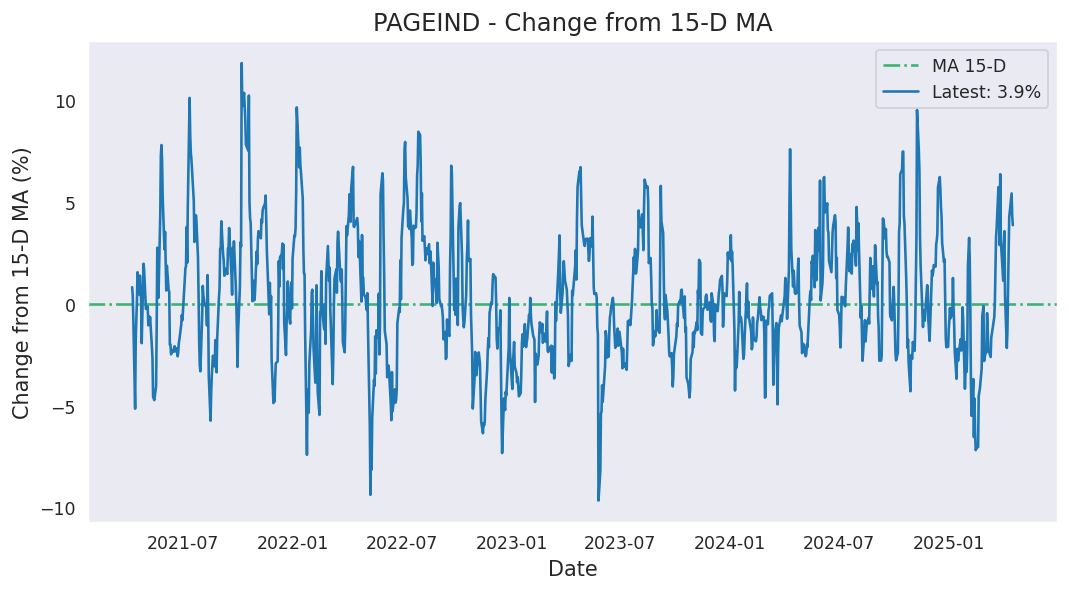 PAGEIND - Change from 15-D MA
MA 15-D
Latest: 3.9%
Change from 15-D MA (%)
10
5
0
−5
−10
2021-07
2022-01
2022-07
2023-01
2023-07
2024-01
2024-07
2025-01
Date